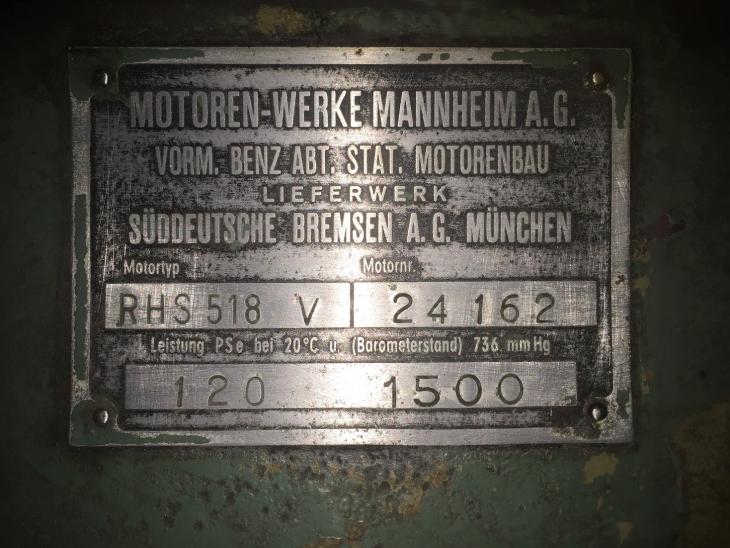 MOTOREN-WERKE MANNHEIM A.G.
VORM. BENZ ABT. STAT. MOTORENBAU
LIEFERWERK
SÜDDEUTSCHE BREMSEN A.G. MÜNCHEN
Motortyp Motornr.
RHS 518 V 24 162
Leistung PSe bei 20°C u. (Barometerstand) 736 mm Hg
120 1500